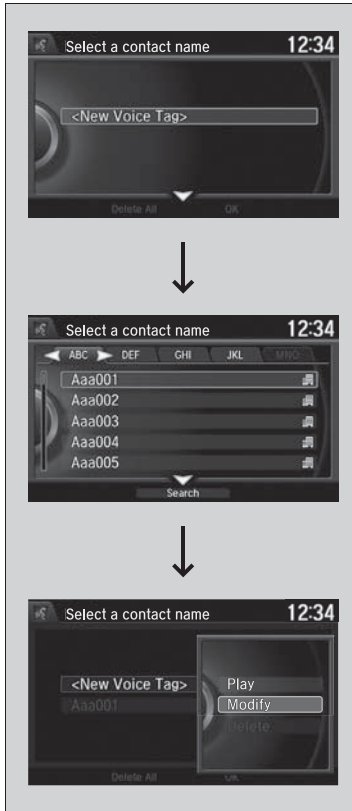 Select a contact name 12:34
<New Voice Tag>
Delete All OK
Select a contact name 12:34
ABC DEF GHI JKL MNO
Aaa001
Aaa002
Aaa003
Aaa004
Aaa005
Search
Select a contact name 12:34
<New Voice Tag> Play
Aaa001 Modify
Delete
Delete All OK